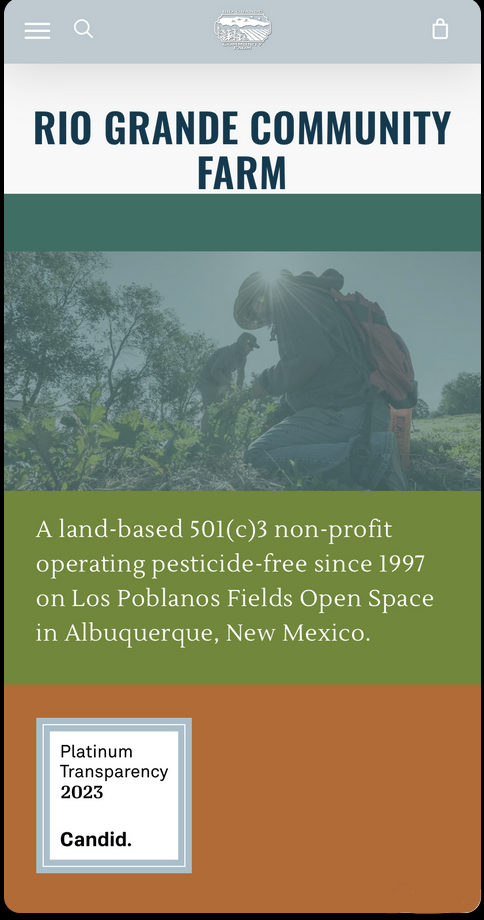 RIO GRANDE COMMUNITY
FARM
A land-based 501(c)3 non-profit
operating pesticide-free since 1997
on Los Poblanos Fields Open Space
in Albuquerque, New Mexico.
Platinum
Transparency
2023
Candid.